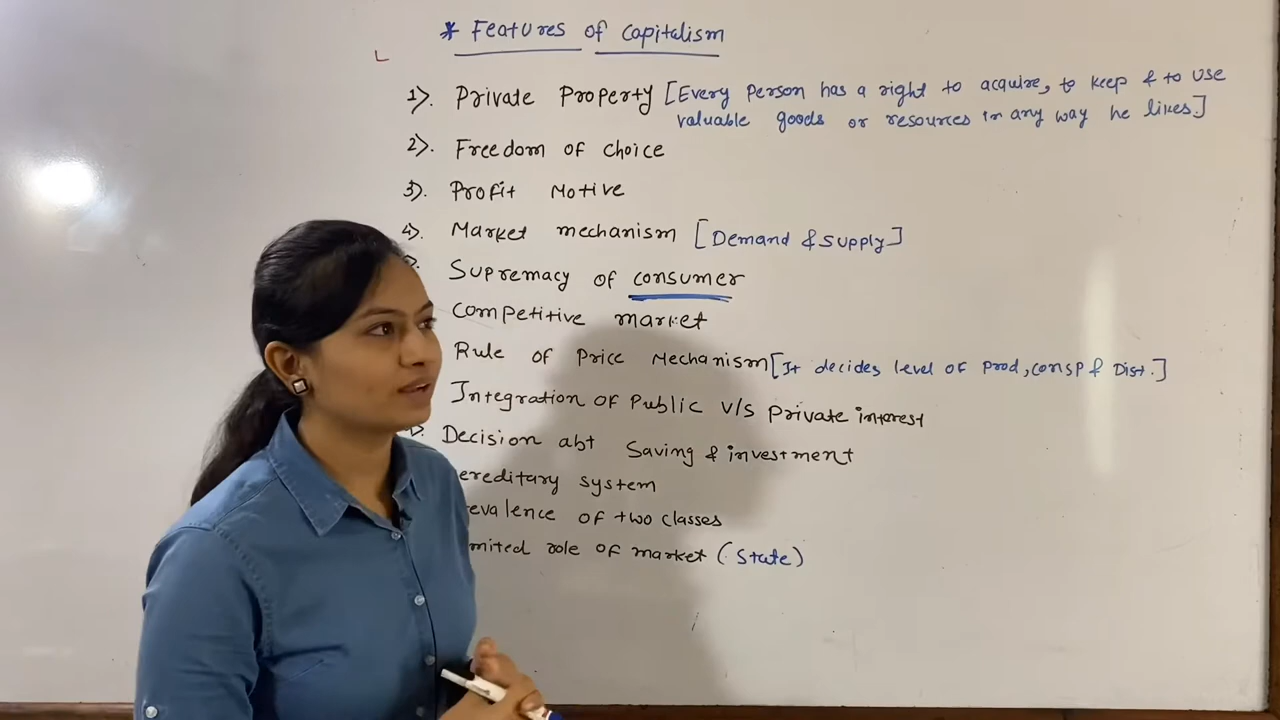 * Features of Capitalism
1). Private Property [Every Person has a right to acquire, to keep & to use
valuable goods or resources in any way he likes.]
2). Freedom of choice
3). Profit Motive
4). Market mechanism [Demand & Supply]
Supremacy of consumer
Competitive market
Rule of Price Mechanism [It decides level of Prod, consp & Dist.]
Integration of Public v/s private interest
Decision abt Saving & investment
ereditary system
evalence of two classes
mited role of market (State)